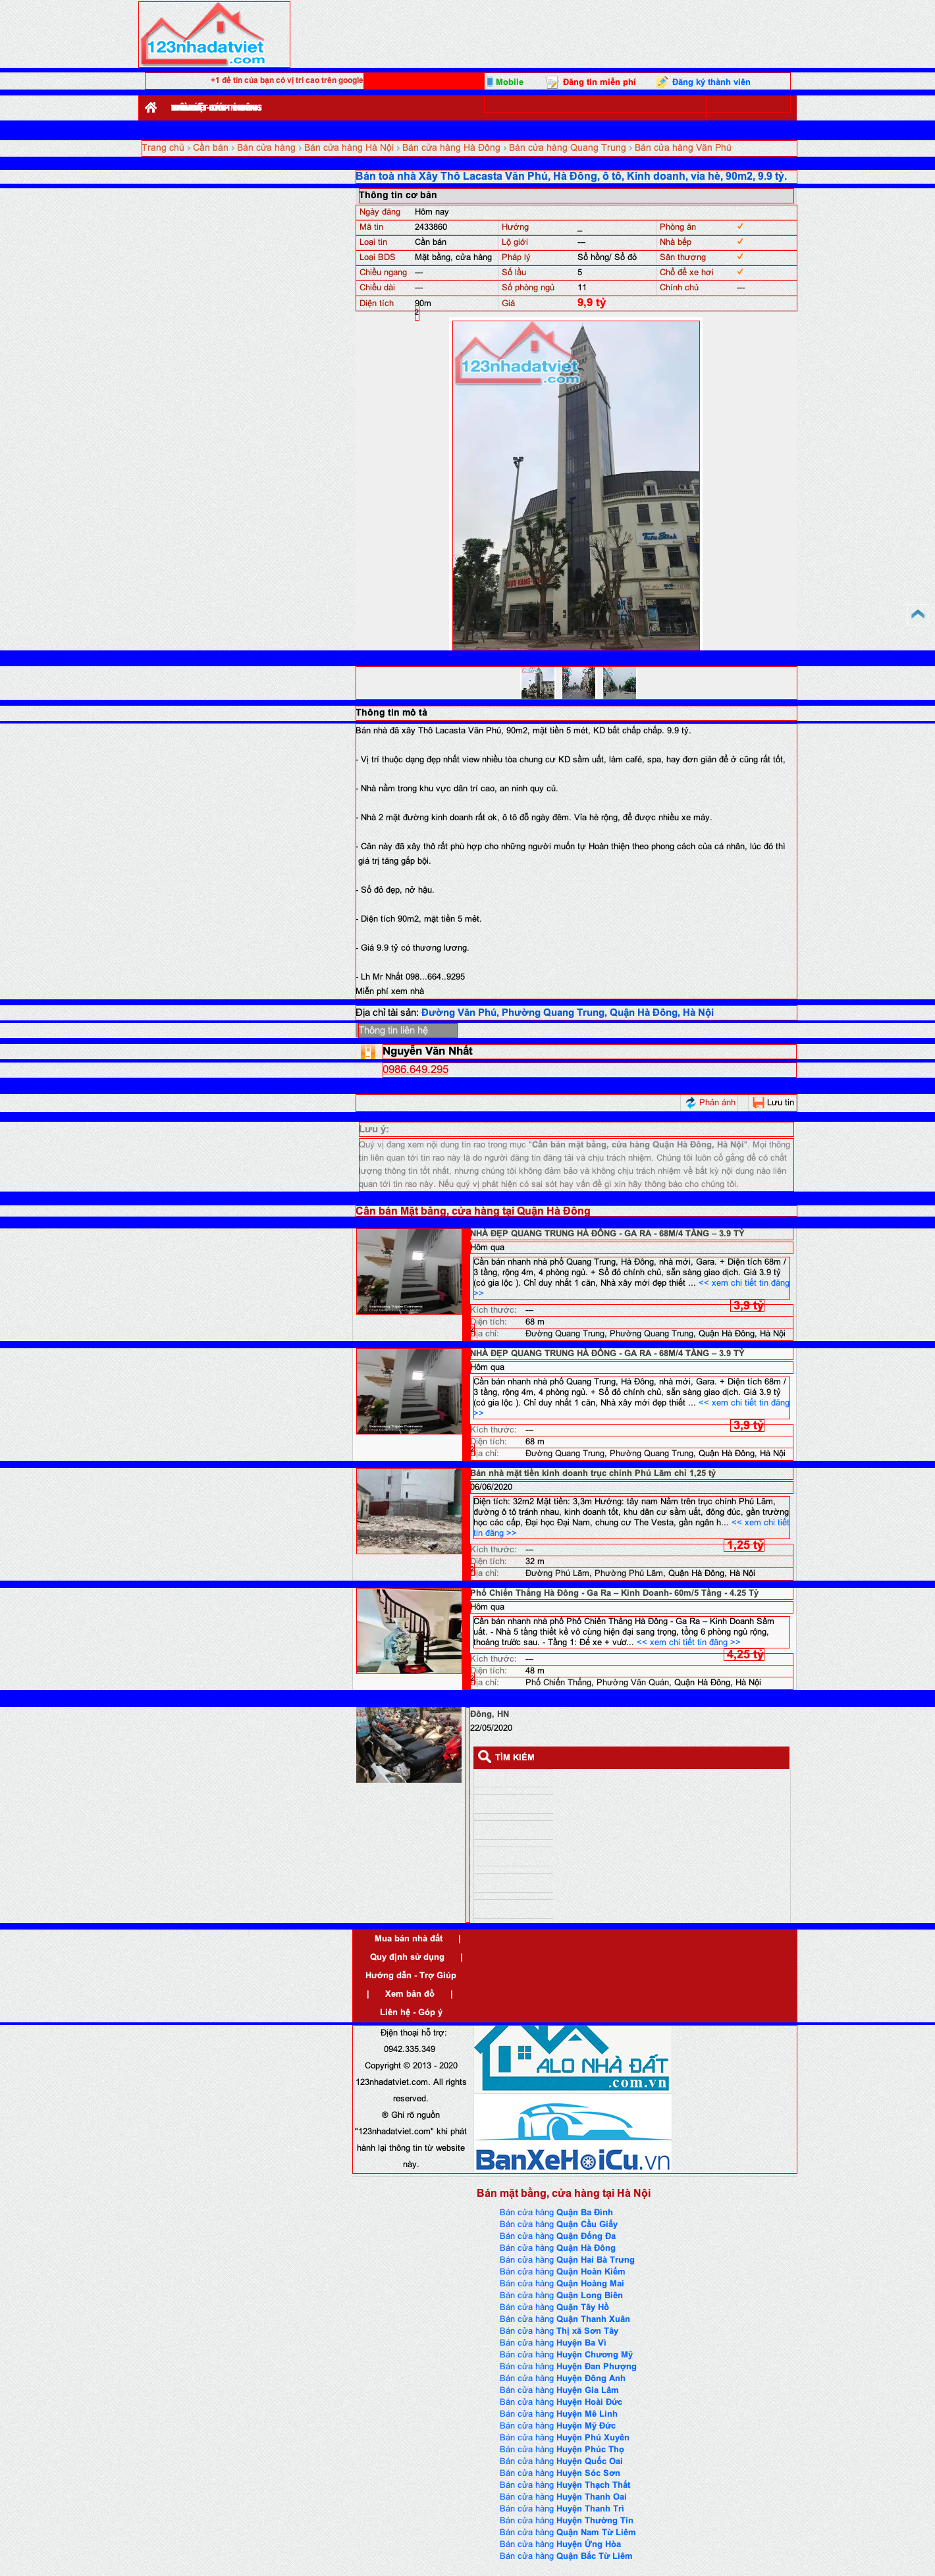 123nhadatviet
.com
+1 để tin của bạn có vị trí cao trên google
Mobile
Đăng tin miễn phí
Đăng ký thành viên
Trang chủ › Cần bán › Bán cửa hàng › Bán cửa hàng Hà Nội › Bán cửa hàng Hà Đông › Bán cửa hàng Quang Trung › Bán cửa hàng Văn Phú
Bán toà nhà Xây Thô Lacasta Văn Phú, Hà Đông, ô tô, Kinh doanh, vỉa hè, 90m2, 9.9 tỷ.
Thông tin cơ bản
Ngày đăng Hôm nay
Mã tin 2433860 Hướng _ Phòng ăn
Loại tin Cần bán Lộ giới --- Nhà bếp
Loại BDS Mặt bằng, cửa hàng Pháp lý Sổ hồng/ Sổ đỏ Sân thượng
Chiều ngang --- Số lầu 5 Chổ để xe hơi
Chiều dài --- Số phòng ngủ 11 Chính chủ ---
Diện tích 90m2 Giá 9,9 tỷ
123nhadatviet
.com
Thông tin mô tả
Bán nhà đã xây Thô Lacasta Văn Phú, 90m2, mặt tiền 5 mét, KD bất chấp chấp. 9.9 tỷ.
- Vị trí thuộc dạng đẹp nhất view nhiều tòa chung cư KD sầm uất, làm café, spa, hay đơn giản để ở cũng rất tốt,
- Nhà nằm trong khu vực dân trí cao, an ninh quy củ.
- Nhà 2 mặt đường kinh doanh rất ok, ô tô đỗ ngày đêm. Vỉa hè rộng, để được nhiều xe máy.
- Căn này đã xây thô rất phù hợp cho những người muốn tự Hoàn thiện theo phong cách của cá nhân, lúc đó thì
giá trị tăng gấp bội.
- Sổ đỏ đẹp, nở hậu.
- Diện tích 90m2, mặt tiền 5 mét.
- Giá 9.9 tỷ có thương lượng.
- Lh Mr Nhất 098...664..9295
Miễn phí xem nhà
Địa chỉ tài sản: Đường Văn Phú, Phường Quang Trung, Quận Hà Đông, Hà Nội
Thông tin liên hệ
Nguyễn Văn Nhất
0986.649.295
Phản ánh
Lưu tin
Lưu ý:
Quý vị đang xem nội dung tin rao trong mục "Cần bán mặt bằng, cửa hàng Quận Hà Đông, Hà Nội". Mọi thông
tin liên quan tới tin rao này là do người đăng tin đăng tải và chịu trách nhiệm. Chúng tôi luôn cố gắng để có chất
lượng thông tin tốt nhất, nhưng chúng tôi không đảm bảo và không chịu trách nhiệm về bất kỳ nội dung nào liên
quan tới tin rao này. Nếu quý vị phát hiện có sai sót hay vấn đề gì xin hãy thông báo cho chúng tôi.
Cần bán Mặt bằng, cửa hàng tại Quận Hà Đông
NHÀ ĐẸP QUANG TRUNG HÀ ĐÔNG - GA RA - 68M/4 TẦNG – 3.9 TỶ
Hôm qua
Cần bán nhanh nhà phố Quang Trung, Hà Đông, nhà mới, Gara. + Diện tích 68m /
3 tầng, rộng 4m, 4 phòng ngủ. + Sổ đỏ chính chủ, sẵn sàng giao dịch. Giá 3.9 tỷ
(có gia lộc ). Chỉ duy nhất 1 căn, Nhà xây mới đẹp thiết ... << xem chi tiết tin đăng
>>
3,9 tỷ
Kích thước: ---
Diện tích: 68 m
Địa chỉ: Đường Quang Trung, Phường Quang Trung, Quận Hà Đông, Hà Nội
NHÀ ĐẸP QUANG TRUNG HÀ ĐÔNG - GA RA - 68M/4 TẦNG – 3.9 TỶ
Hôm qua
Cần bán nhanh nhà phố Quang Trung, Hà Đông, nhà mới, Gara. + Diện tích 68m /
3 tầng, rộng 4m, 4 phòng ngủ. + Sổ đỏ chính chủ, sẵn sàng giao dịch. Giá 3.9 tỷ
(có gia lộc ). Chỉ duy nhất 1 căn, Nhà xây mới đẹp thiết ... << xem chi tiết tin đăng
>>
3,9 tỷ
Kích thước: ---
Diện tích: 68 m
Địa chỉ: Đường Quang Trung, Phường Quang Trung, Quận Hà Đông, Hà Nội
Bán nhà mặt tiền kinh doanh trục chính Phú Lãm chỉ 1,25 tỷ
06/06/2020
Diện tích: 32m2 Mặt tiền: 3,3m Hướng: tây nam Nằm trên trục chính Phú Lãm,
đường ô tô tránh nhau, kinh doanh tốt, khu dân cư sầm uất, đông đúc, gần trường
học các cấp, Đại học Đại Nam, chung cư The Vesta, gần ngân h... << xem chi tiết
tin đăng >>
1,25 tỷ
Kích thước: ---
Diện tích: 32 m
Địa chỉ: Đường Phú Lãm, Phường Phú Lãm, Quận Hà Đông, Hà Nội
Phố Chiến Thắng Hà Đông - Ga Ra – Kinh Doanh- 60m/5 Tầng - 4.25 Tỷ
Hôm qua
Cần bán nhanh nhà phố Phố Chiến Thắng Hà Đông - Ga Ra – Kinh Doanh Sầm
uất. - Nhà 5 tầng thiết kế vô cùng hiện đại sang trọng, tổng 6 phòng ngủ rộng,
thoáng trước sau. - Tầng 1: Để xe + vườ... << xem chi tiết tin đăng >>
4,25 tỷ
Kích thước: ---
Diện tích: 48 m
Địa chỉ: Phố Chiến Thắng, Phường Văn Quán, Quận Hà Đông, Hà Nội
Đông, HN
22/05/2020
TÌM KIẾM
Mua bán nhà đất |
Quy định sử dụng |
Hướng dẫn - Trợ Giúp
| Xem bản đồ |
Liên hệ - Góp ý
Điện thoại hỗ trợ:
0942.335.349
Copyright © 2013 - 2020
123nhadatviet.com. All rights
reserved.
® Ghi rõ nguồn
"123nhadatviet.com" khi phát
hành lại thông tin từ website
này.
ALO NHÀ ĐẤT
.com.vn
BanXeHoiCu.vn
Bán mặt bằng, cửa hàng tại Hà Nội
Bán cửa hàng Quận Ba Đình
Bán cửa hàng Quận Cầu Giấy
Bán cửa hàng Quận Đống Đa
Bán cửa hàng Quận Hà Đông
Bán cửa hàng Quận Hai Bà Trưng
Bán cửa hàng Quận Hoàn Kiếm
Bán cửa hàng Quận Hoàng Mai
Bán cửa hàng Quận Long Biên
Bán cửa hàng Quận Tây Hồ
Bán cửa hàng Quận Thanh Xuân
Bán cửa hàng Thị xã Sơn Tây
Bán cửa hàng Huyện Ba Vì
Bán cửa hàng Huyện Chương Mỹ
Bán cửa hàng Huyện Đan Phượng
Bán cửa hàng Huyện Đông Anh
Bán cửa hàng Huyện Gia Lâm
Bán cửa hàng Huyện Hoài Đức
Bán cửa hàng Huyện Mê Linh
Bán cửa hàng Huyện Mỹ Đức
Bán cửa hàng Huyện Phú Xuyên
Bán cửa hàng Huyện Phúc Thọ
Bán cửa hàng Huyện Quốc Oai
Bán cửa hàng Huyện Sóc Sơn
Bán cửa hàng Huyện Thạch Thất
Bán cửa hàng Huyện Thanh Oai
Bán cửa hàng Huyện Thanh Trì
Bán cửa hàng Huyện Thường Tín
Bán cửa hàng Quận Nam Từ Liêm
Bán cửa hàng Huyện Ứng Hòa
Bán cửa hàng Quận Bắc Từ Liêm